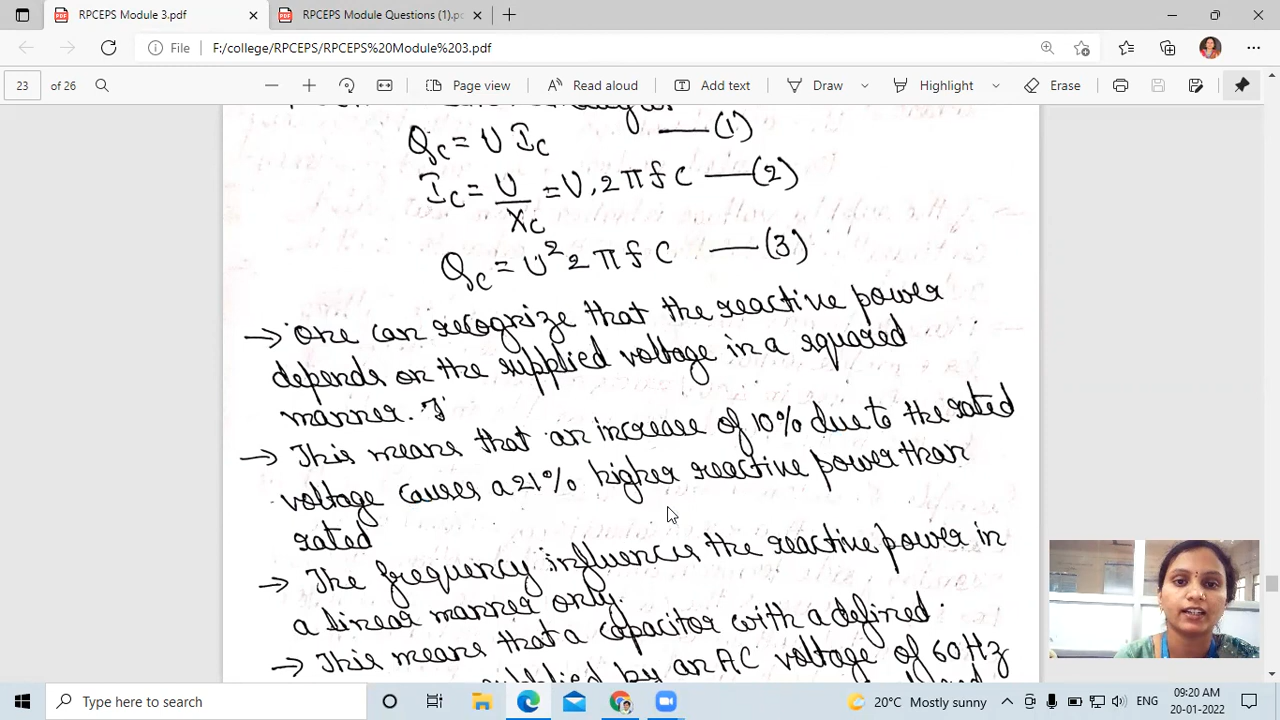 RPCEPS Module 3.pdf
RPCEPS Module Questions (1).pc
File
F:/college/RPCEPS/RPCEPS%20Module%203.pdf
23 of 26
Page view
Read aloud
Add text
Draw
Highlight
Erase
Qc = U Ic —(1)
Ic = U/Xc = U. 2πfC —(2)
Qc = U² 2πfC —(3)
→ One can recognize that the reactive power
depends on the supplied voltage in a squared
manner.
→ This means that an increase of 10% due to the rated
voltage causes a 21% higher reactive power than
rated
→ The frequency influences the reactive power in
a linear manner only.
→ This means that a capacitor with a defined
supplied by an AC voltage of 60Hz
Type here to search
20°C Mostly sunny
ENG
09:20 AM
20-01-2022